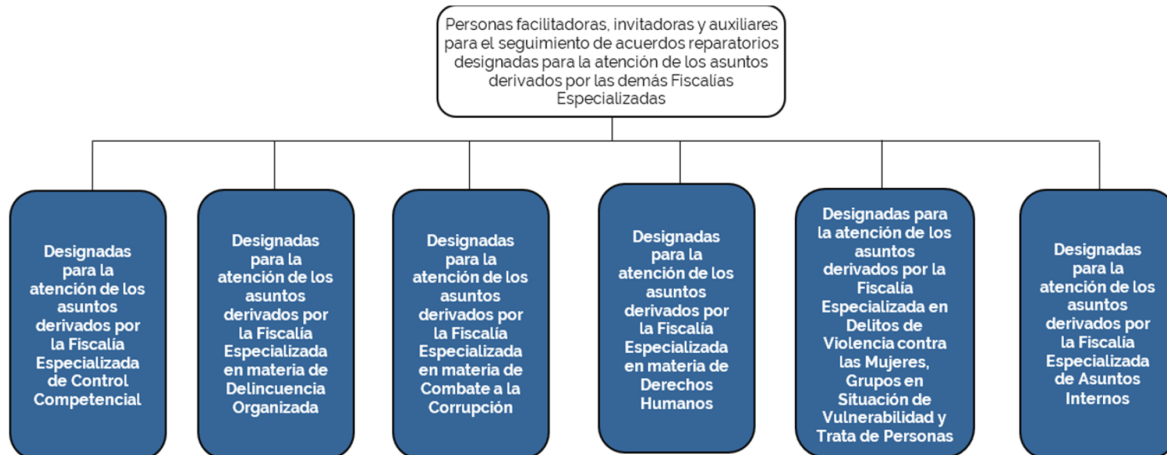 Personas facilitadoras, invitadoras y auxiliares
para el seguimiento de acuerdos reparatorios
designadas para la atención de los asuntos
derivados por las demás Fiscalías
Especializadas
Designadas
para la
atención de los
asuntos
derivados por
la Fiscalía
Especializada
de Control
Competencial
Designadas
para la
atención de los
asuntos
derivados por
la Fiscalía
Especializada
en materia de
Delincuencia
Organizada
Designadas
para la
atención de los
asuntos
derivados por
la Fiscalía
Especializada
en materia de
Combate a la
Corrupción
Designadas
para la
atención de los
asuntos
derivados por
la Fiscalía
Especializada
en materia de
Derechos
Humanos
Designadas para
la atención de los
asuntos
derivados por la
Fiscalía
Especializada en
Delitos de
Violencia contra
las Mujeres,
Grupos en
Situación de
Vulnerabilidad y
Trata de Personas
Designadas
para la
atención de los
asuntos
derivados por
la Fiscalía
Especializada
de Asuntos
Internos